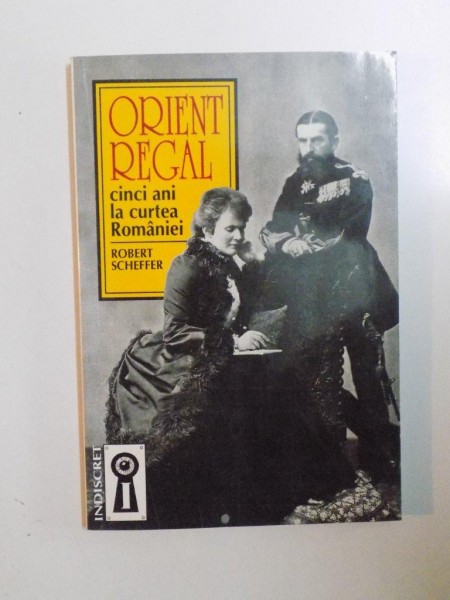 ORIENT
REGAL
cinci ani
la curtea
României
ROBERT
SCHEFFER
INDISCRET
I